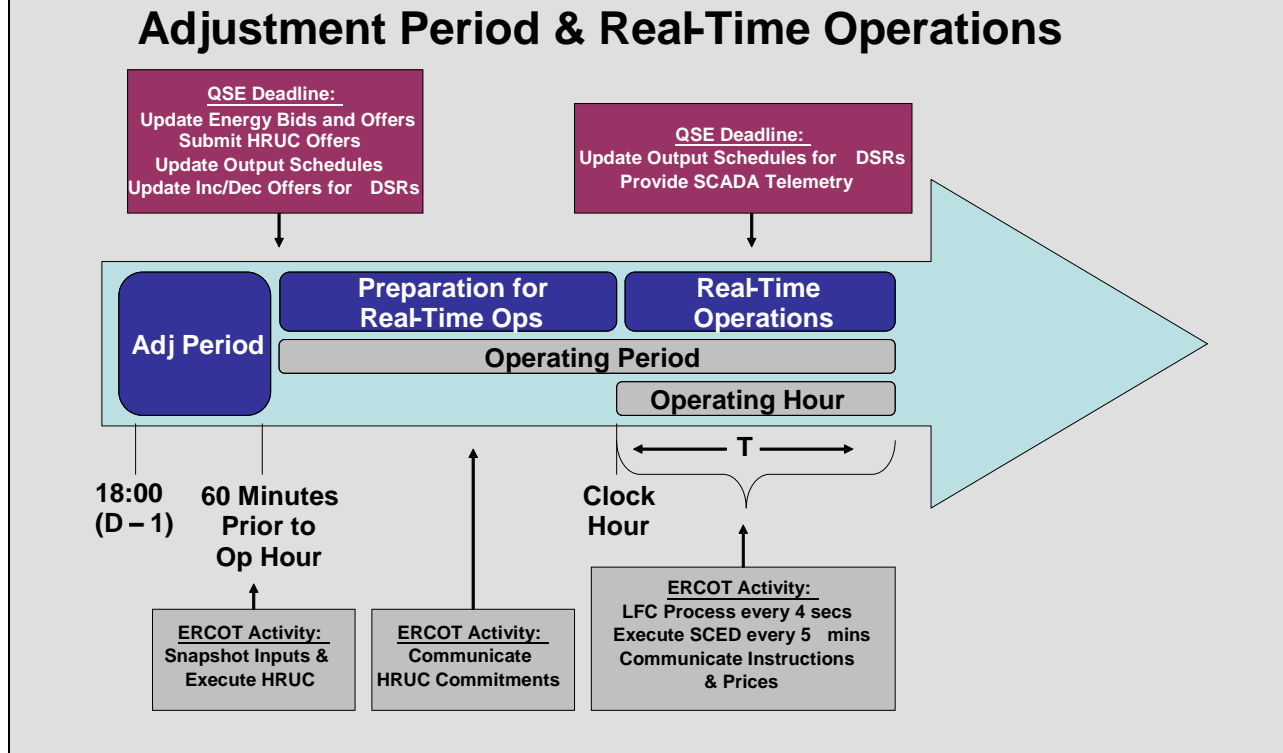 Adjustment Period & Real-Time Operations
QSE Deadline:
Update Energy Bids and Offers
Submit HRUC Offers
Update Output Schedules
Update Inc/Dec Offers for DSRs
QSE Deadline:
Update Output Schedules for DSRs
Provide SCADA Telemetry
Adj Period
Preparation for
Real-Time Ops
Real-Time
Operations
Operating Period
Operating Hour
T
18:00
(D – 1)
60 Minutes
Prior to
Op Hour
Clock
Hour
ERCOT Activity:
Snapshot Inputs &
Execute HRUC
ERCOT Activity:
Communicate
HRUC Commitments
ERCOT Activity:
LFC Process every 4 secs
Execute SCED every 5 mins
Communicate Instructions
& Prices